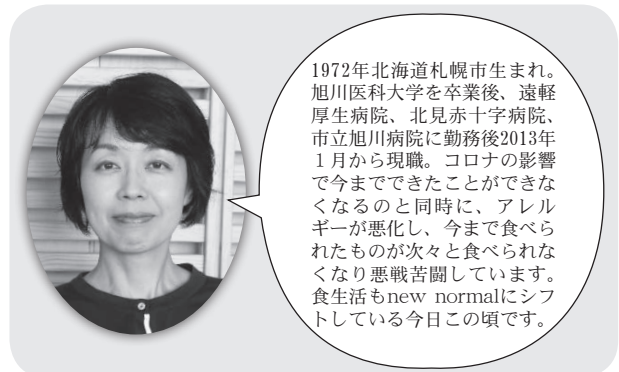 1972年北海道札幌市生まれ。
旭川医科大学を卒業後、遠軽
厚生病院、北見赤十字病院、
市立旭川病院に勤務後2013年
１月から現職。コロナの影響
で今までできたことができな
くなるのと同時に、アレル
ギーが悪化し、今まで食べら
れたものが次々と食べられな
くなり悪戦苦闘しています。
食生活もnew normalにシフ
トしている今日この頃です。